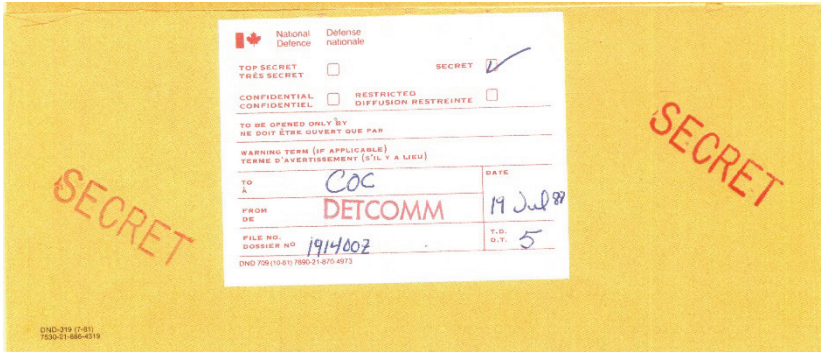 National Défense
Defence nationale
TOP SECRET
TRÈS SECRET
SECRET
CONFIDENTIAL
CONFIDENTIEL
RESTRICTED
DIFFUSION RESTREINTE
TO BE OPENED ONLY BY
NE DOIT ÊTRE OUVERT QUE PAR
WARNING TERM (IF APPLICABLE)
TERME D'AVERTISSEMENT (S'IL Y A LIEU)
TO
À
COC
DATE
19 Jul 89
FROM
DE
DETCOMM
FILE NO.
DOSSIER Nº
191400Z
T.D.
D.T.
5
DND 709 (10-81) 7690-21-870-4973
SECRET
SECRET
DND-319 (7-81)
7530-21-886-4319